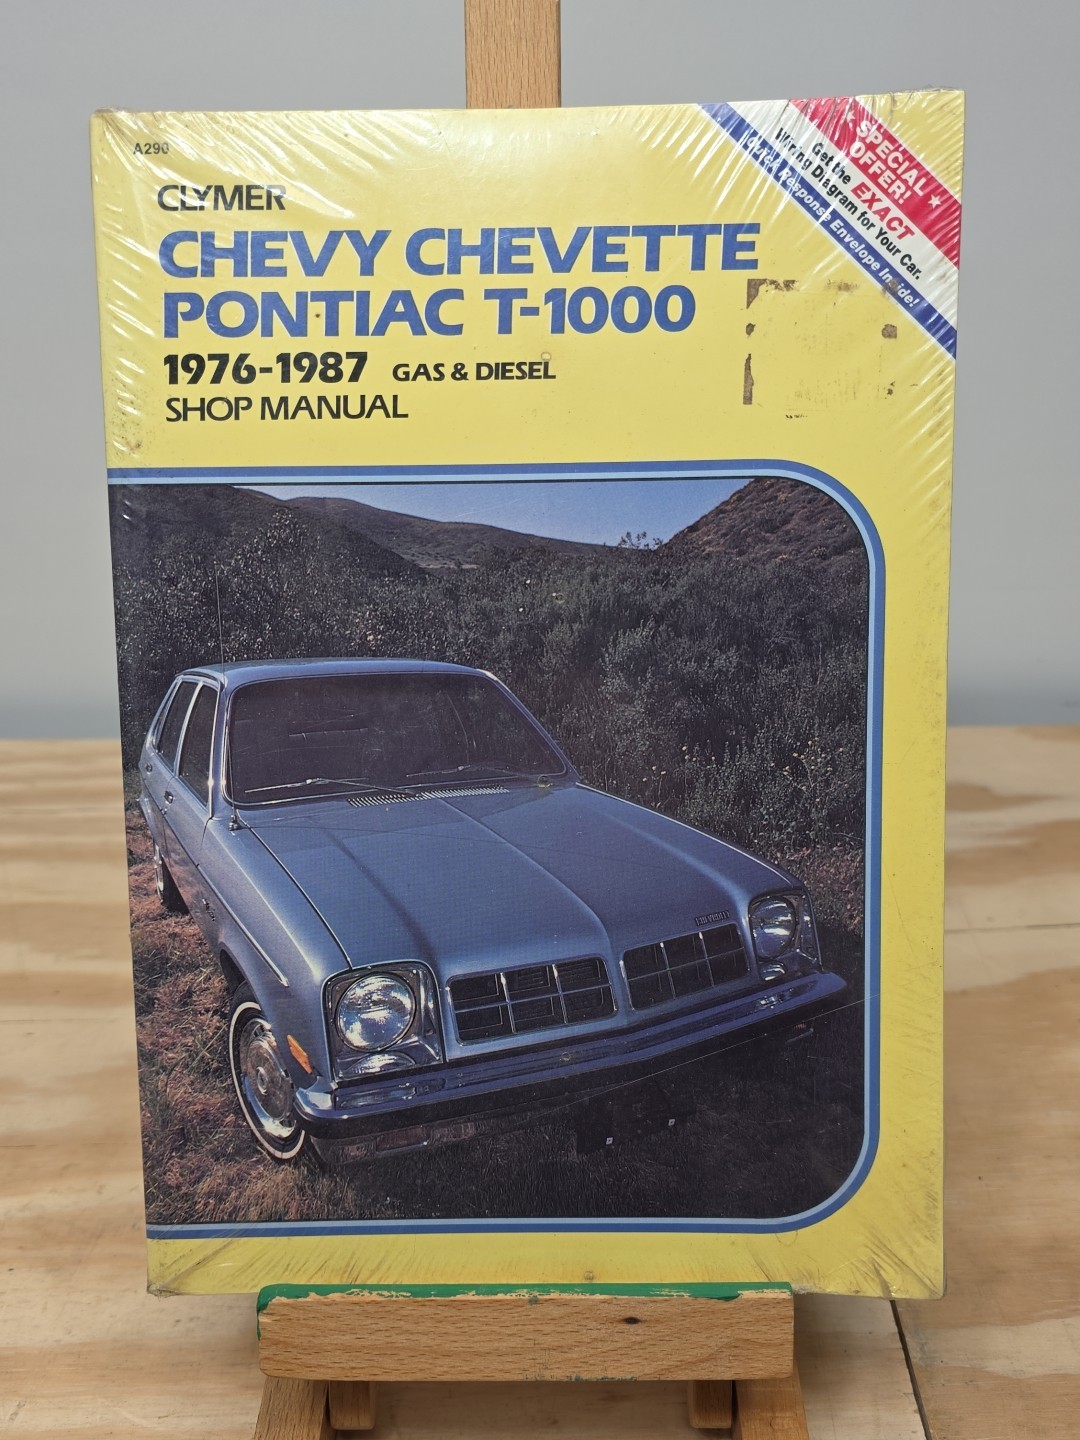 A290
CLYMER
CHEVY CHEVETTE
PONTIAC T-1000
1976-1987 GAS & DIESEL
SHOP MANUAL
SPECIAL
OFFER!
Get the EXACT
Wiring Diagram for Your Car.
Quick Response Envelope Inside!
CHEVROLET